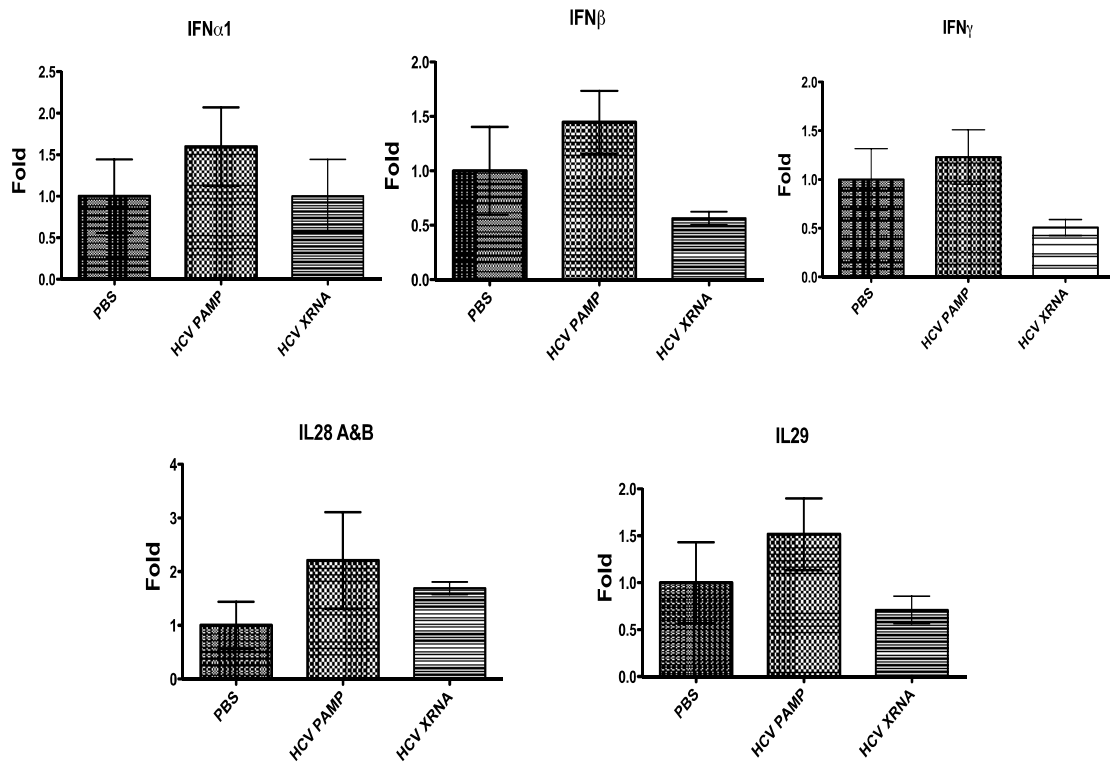 IFNα1
Fold
2.5
2.0
1.5
1.0
0.5
0.0
PBS
HCV PAMP
HCV XRNA
IFNβ
Fold
2.0
1.5
1.0
0.5
0.0
PBS
HCV PAMP
HCV XRNA
IFNγ
Fold
2.0
1.5
1.0
0.5
0.0
PBS
HCV PAMP
HCV XRNA
IL28 A&B
Fold
4
3
2
1
0
PBS
HCV PAMP
HCV XRNA
IL29
Fold
2.0
1.5
1.0
0.5
0.0
PBS
HCV PAMP
HCV XRNA